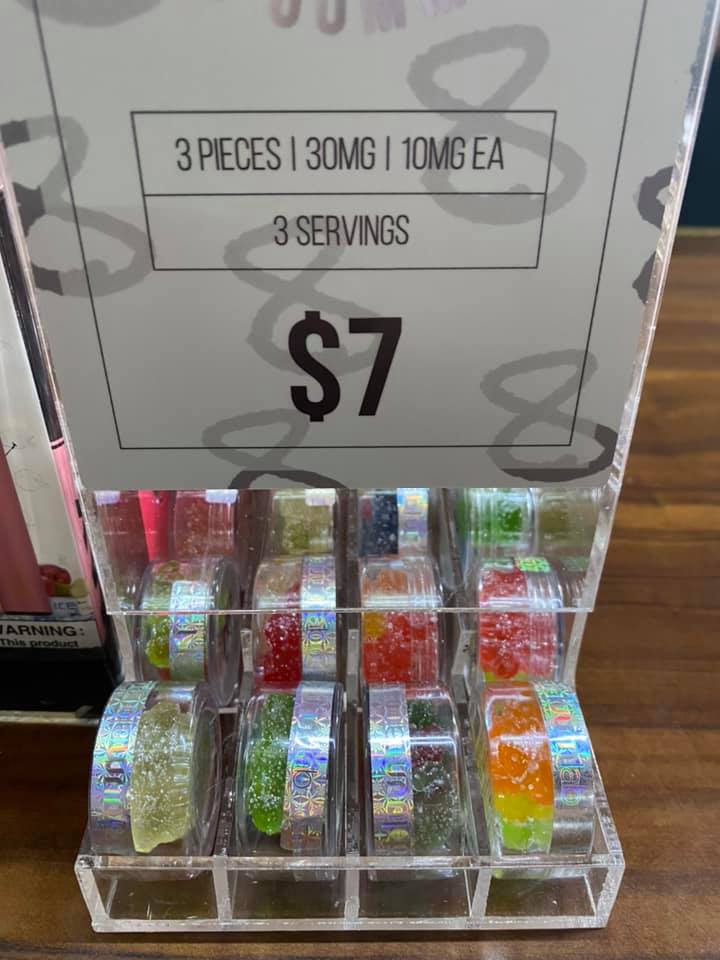 3 PIECES | 30MG | 10MG EA
3 SERVINGS
$7
WARNING:
This product